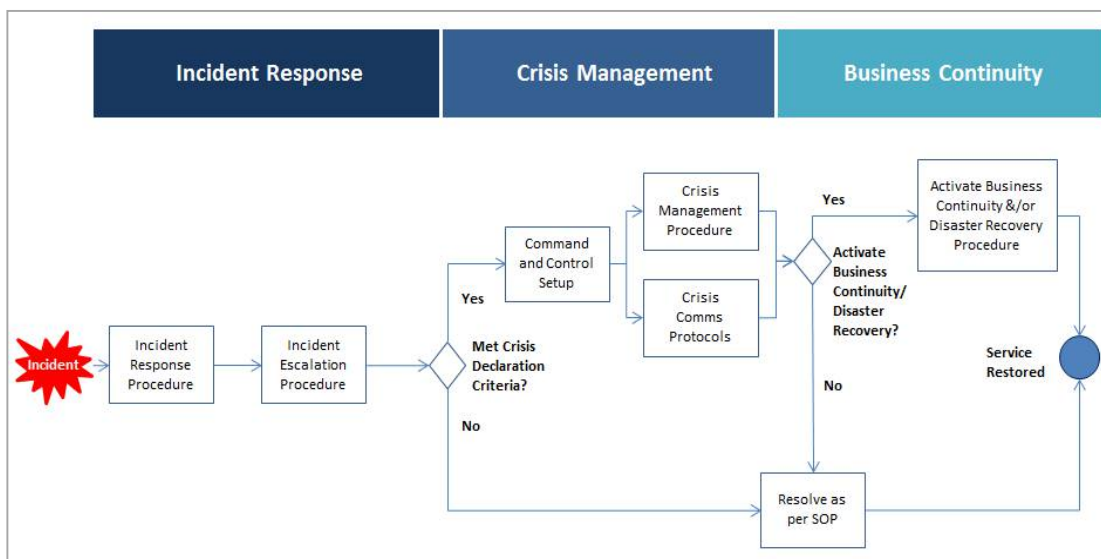 Incident Response
Crisis Management
Business Continuity
Incident
Incident
Response
Procedure
Incident
Escalation
Procedure
Met Crisis
Declaration
Criteria?
Yes
No
Command
and Control
Setup
Crisis
Management
Procedure
Crisis
Comms
Protocols
Activate
Business
Continuity/
Disaster
Recovery?
Yes
No
Activate Business
Continuity &/or
Disaster Recovery
Procedure
Resolve as
per SOP
Service
Restored